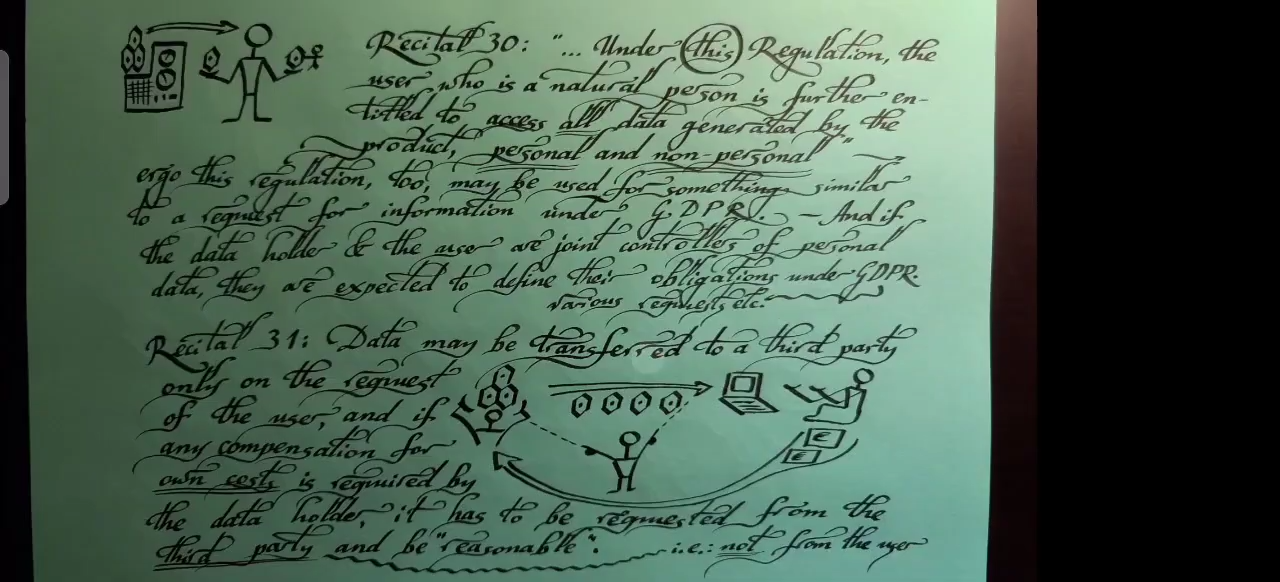 Recital 30: "... Under this Regulation, the
user who is a natural person is further en-
titled to access all data generated by the
product, personal and non-personal"
ergo this regulation, too, may be used for something similar
to a request for information under GDPR. – And if
the data holder & the user are joint controllers of personal
data, they are expected to define their obligations under GDPR.
various requests, etc.
Recital 31: Data may be transferred to a third party
only on the request
of the user, and if
any compensation for
own costs is required by
the data holder, it has to be requested from the
third party and be "reasonable". i.e.: not from the user
€
€